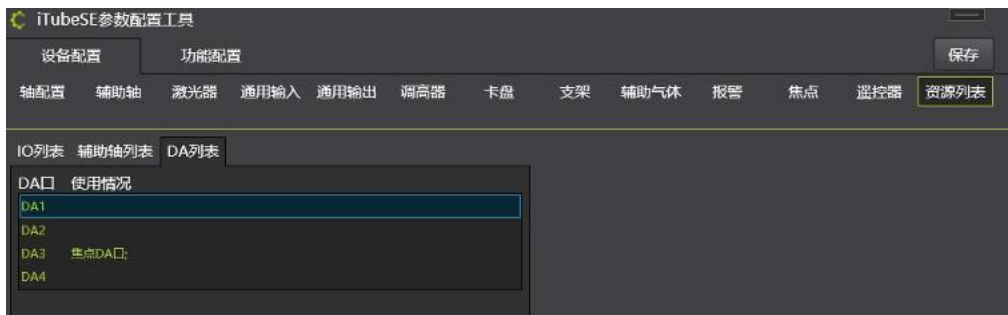 iTubeSE参数配置工具
设备配置 功能配置 保存
轴配置 辅助轴 激光器 通用输入 通用输出 调高器 卡盘 支架 辅助气体 报警 焦点 遥控器 资源列表
IO列表 辅助轴列表 DA列表
DA口 使用情况
DA1
DA2
DA3 焦点DA口;
DA4